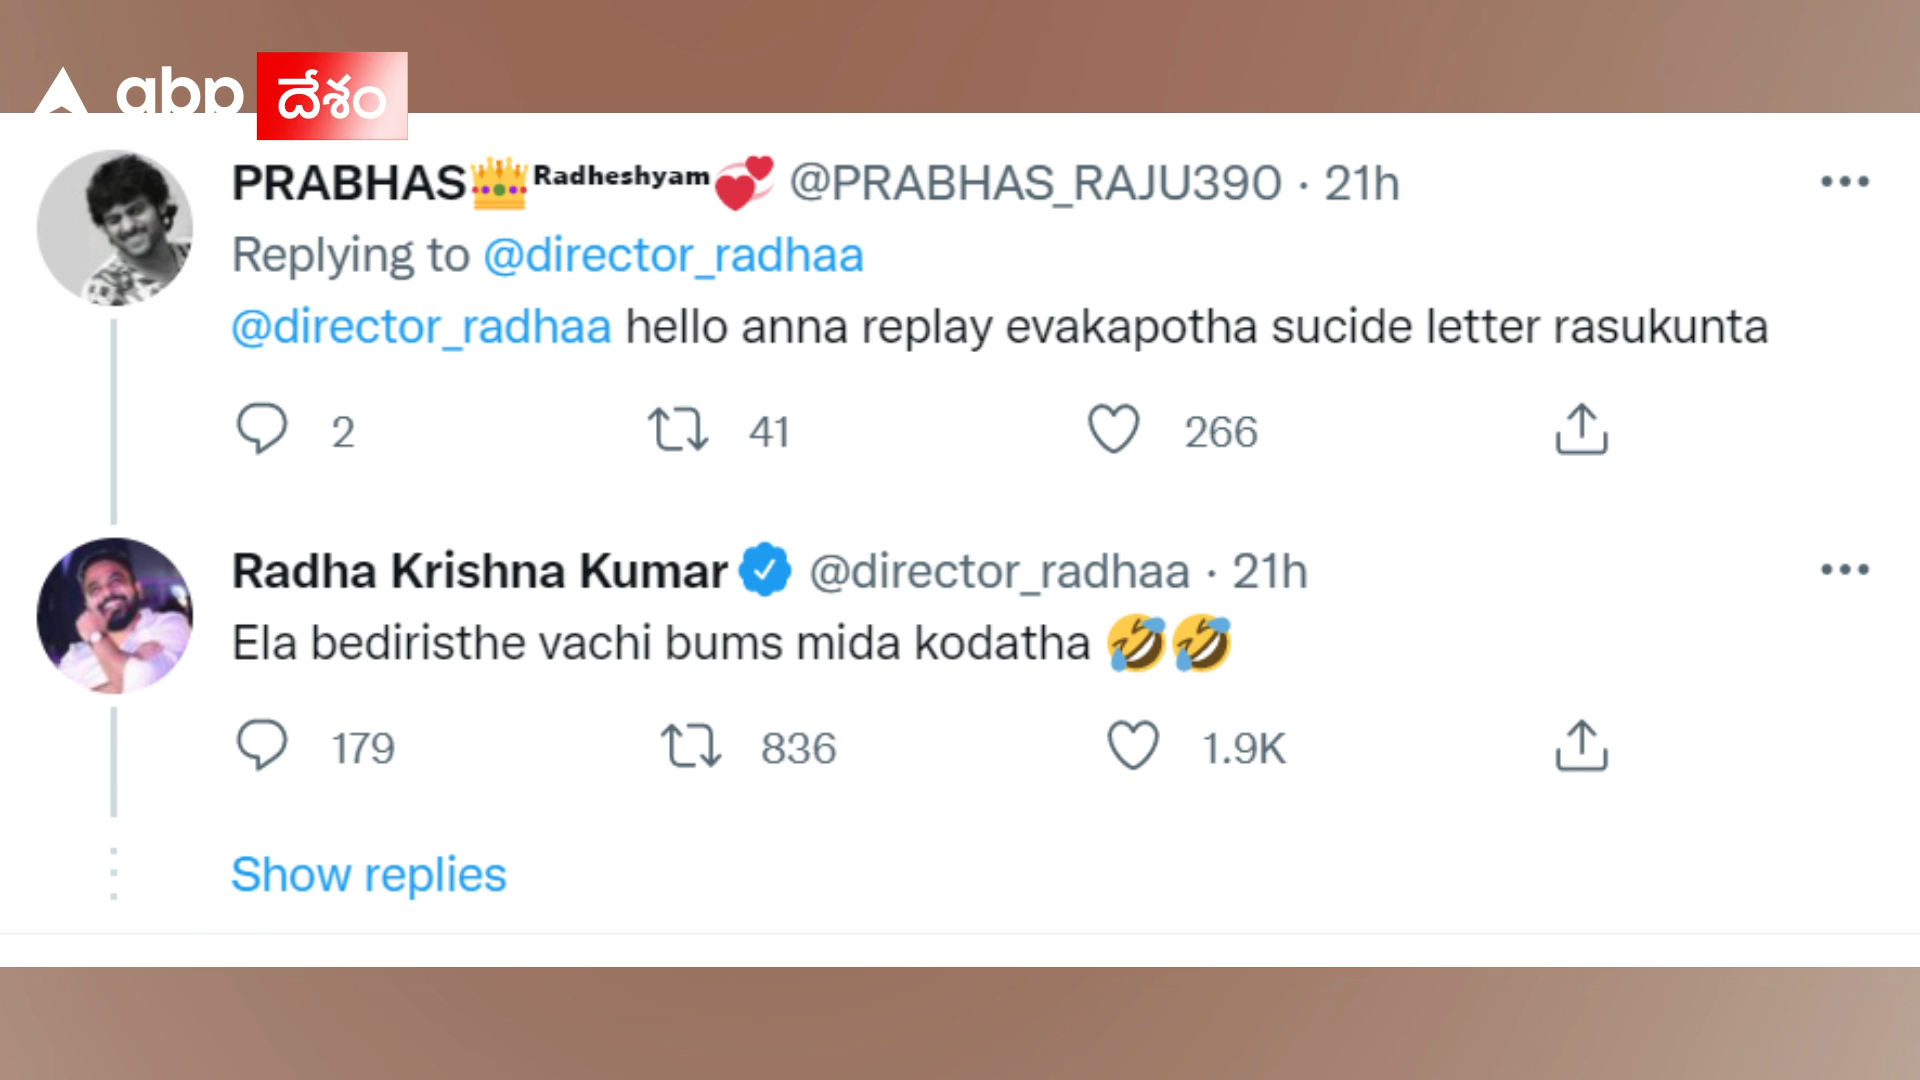 abp దేశం
PRABHAS👑Radheshyam💞 @PRABHAS_RAJU390 · 21h
Replying to @director_radhaa
@director_radhaa hello anna replay evakapotha sucide letter rasukunta
2 41 266
Radha Krishna Kumar @director_radhaa · 21h
Ela bediristhe vachi bums mida kodatha 🤣🤣
179 836 1.9K
Show replies